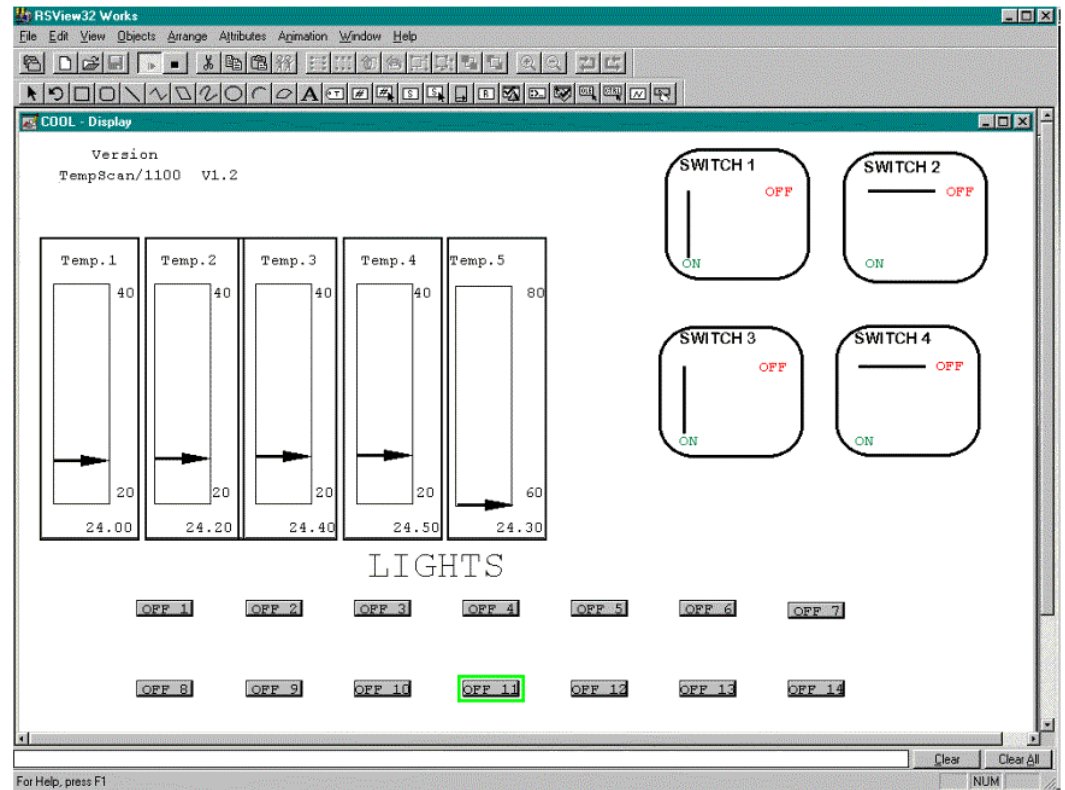 RSView32 Works
File Edit View Objects Arrange Attributes Animation Window Help
COOL - Display
Version
TempScan/1100 V1.2
SWITCH 1
OFF
ON
SWITCH 2
OFF
ON
Temp.1 Temp.2 Temp.3 Temp.4 Temp.5
40 40 40 40 80
20 20 20 20 60
24.00 24.20 24.40 24.50 24.30
SWITCH 3
OFF
ON
SWITCH 4
OFF
ON
LIGHTS
OFF 1 OFF 2 OFF 3 OFF 4 OFF 5 OFF 6 OFF 7
OFF 8 OFF 9 OFF 10 OFF 11 OFF 12 OFF 13 OFF 14
Clear Clear All
For Help, press F1 NUM